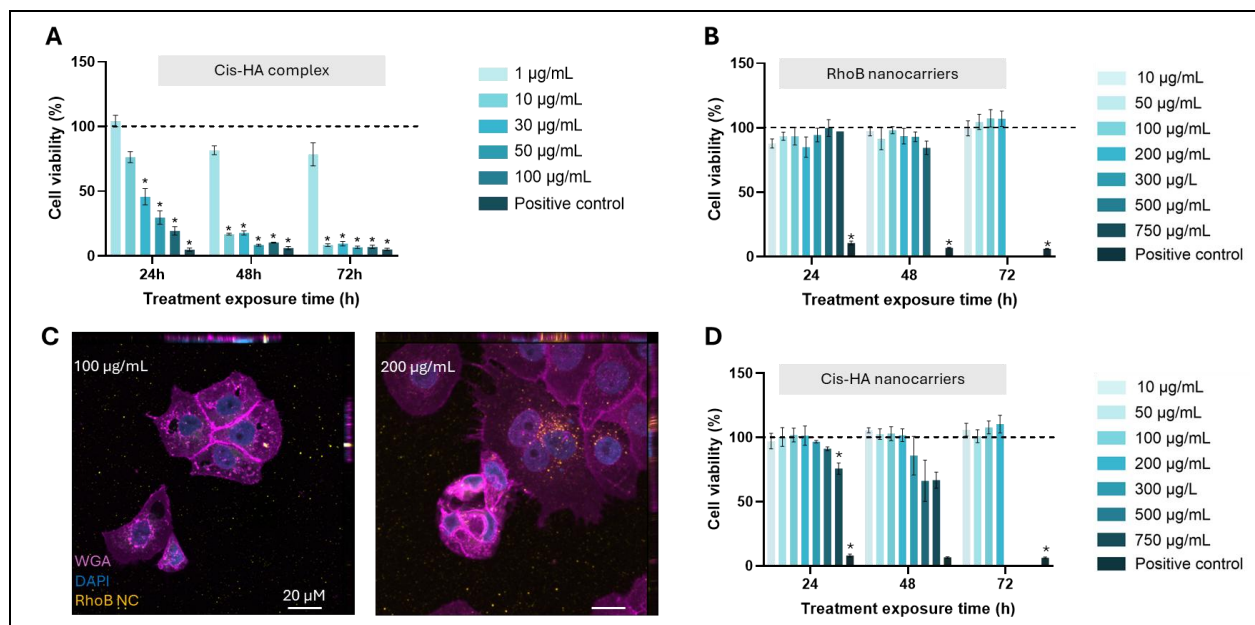 A
Cis-HA complex
150
100
50
0
Cell viability (%)
* * * *
* * * * *
* * * * *
24h 48h 72h
Treatment exposure time (h)
1 µg/mL
10 µg/mL
30 µg/mL
50 µg/mL
100 µg/mL
Positive control
B
RhoB nanocarriers
150
100
50
0
Cell viability (%)
* * *
24 48 72
Treatment exposure time (h)
10 µg/mL
50 µg/mL
100 µg/mL
200 µg/mL
300 µg/L
500 µg/mL
750 µg/mL
Positive control
C
100 µg/mL
WGA
DAPI
RhoB NC
20 µM
200 µg/mL
D
Cis-HA nanocarriers
150
100
50
0
Cell viability (%)
* * *
24 48 72
Treatment exposure time (h)
10 µg/mL
50 µg/mL
100 µg/mL
200 µg/mL
300 µg/L
500 µg/mL
750 µg/mL
Positive control